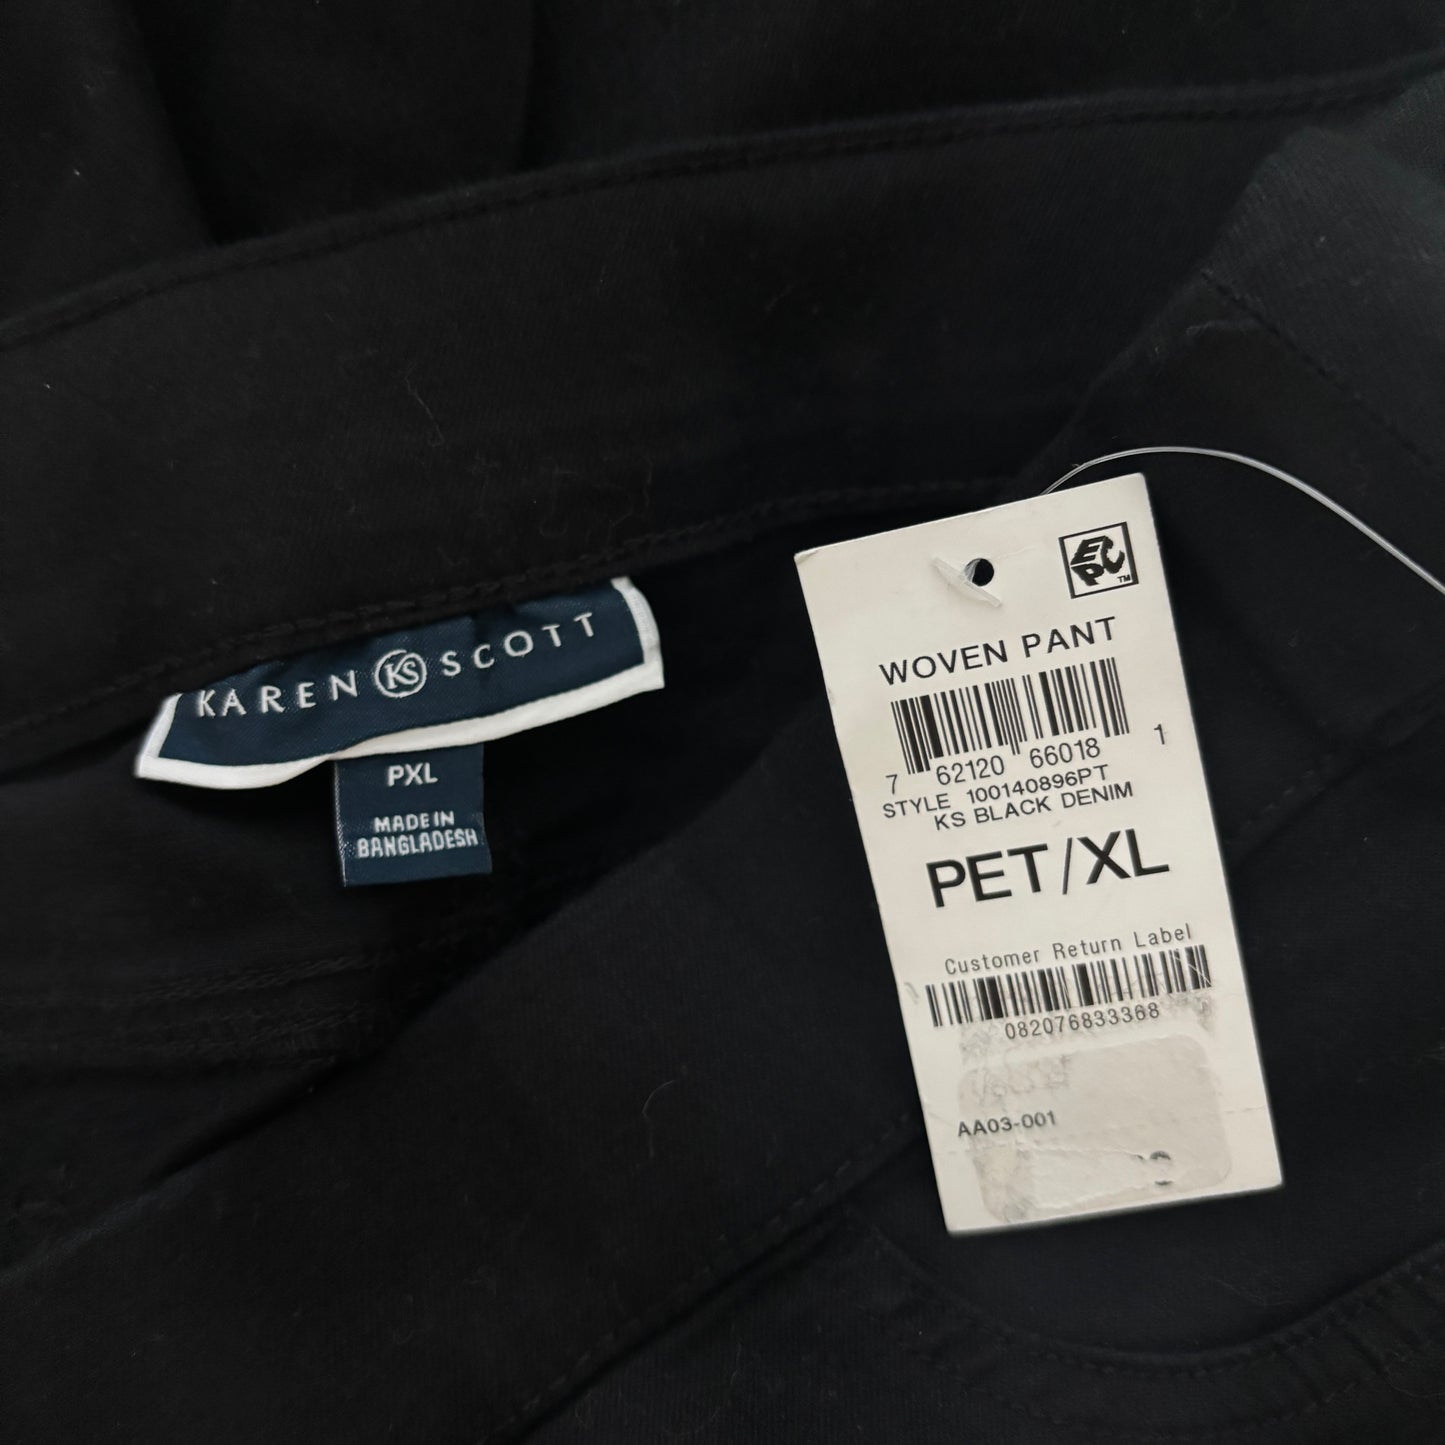 KAREN KS SCOTT
PXL
MADE IN
BANGLADESH
EPC™
WOVEN PANT
7 62120 66018 1
STYLE 100140896PT
KS BLACK DENIM
PET/XL
Customer Return Label
082076833368
AA03-001